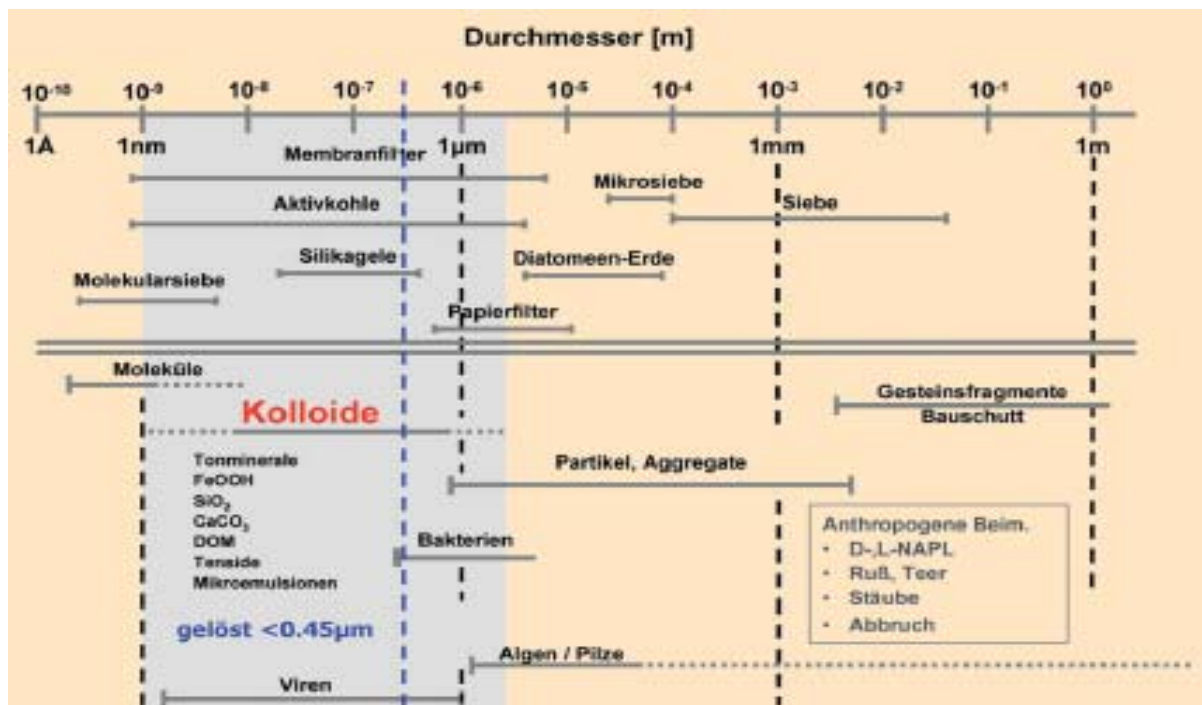 Durchmesser [m]
10⁻¹⁰ 10⁻⁹ 10⁻⁸ 10⁻⁷ 10⁻⁶ 10⁻⁵ 10⁻⁴ 10⁻³ 10⁻² 10⁻¹ 10⁰
1A 1nm 1µm 1mm 1m
Membranfilter
Mikrosiebe
Aktivkohle
Siebe
Silikagele
Diatomeen-Erde
Molekularsiebe
Papierfilter
Moleküle
Gesteinsfragmente
Bauschutt
Kolloide
Tonminerale
FeOOH
SiO₂
CaCO₃
DOM
Tenside
Mikroemulsionen
Partikel, Aggregate
Bakterien
Anthropogene Beim.
• D-,L-NAPL
• Ruß, Teer
• Stäube
• Abbruch
gelöst <0.45µm
Algen / Pilze
Viren